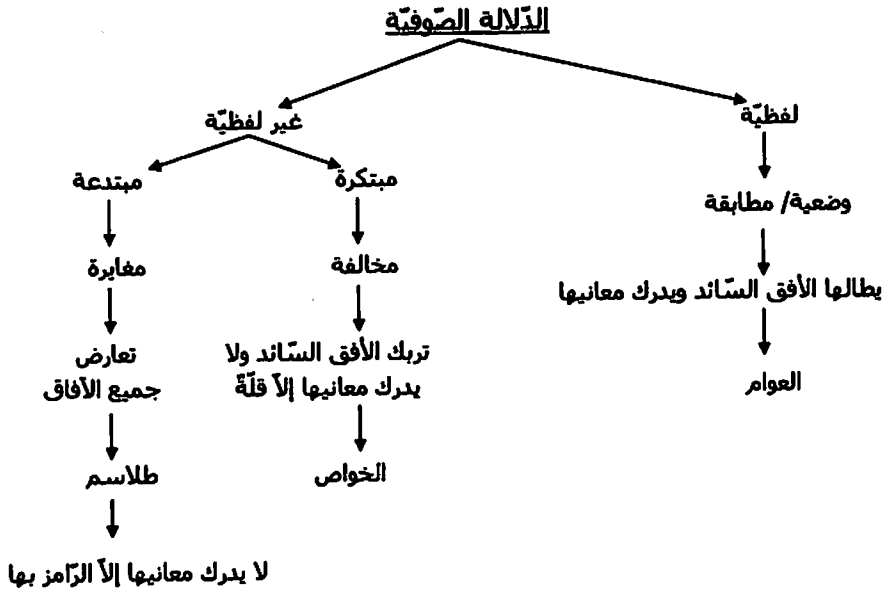 الدّلالة الصّوفيّة
لفظيّة
وضعية/ مطابقة
يطالها الأفق السّائد ويدرك معانيها
العوام
غير لفظيّة
مبتكرة
مخالفة
تربك الأفق السّائد ولا
يدرك معانيها إلاّ قلّةٌ
الخواص
مبتدعة
مغايرة
تعارض
جميع الآفاق
طلاسم
لا يدرك معانيها إلاّ الرّامز بها